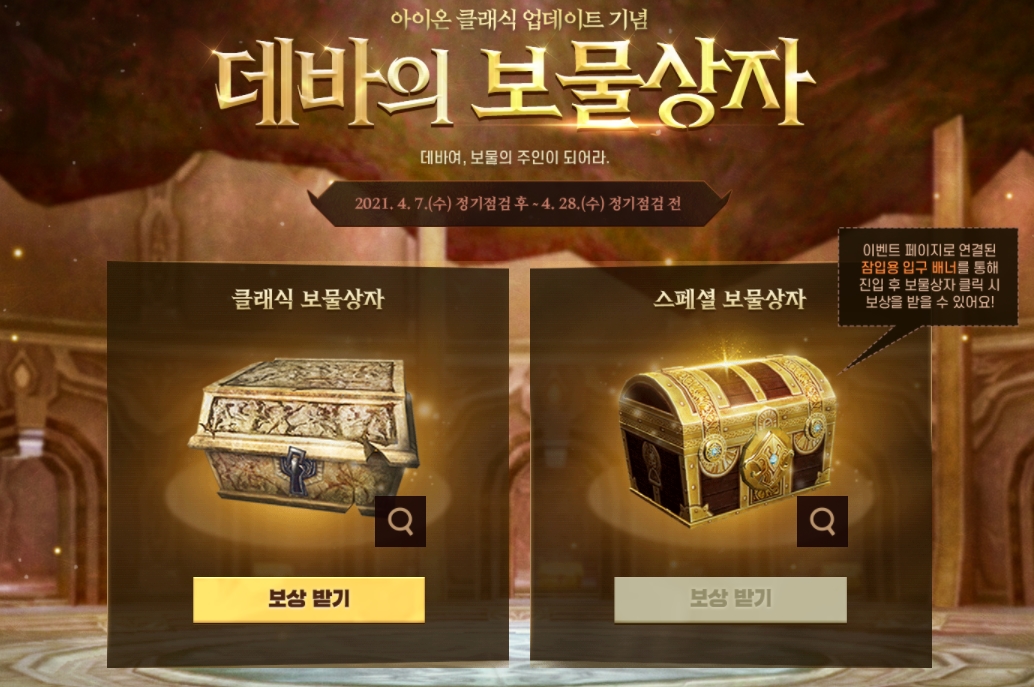 아이온 클래식 업데이트 기념
데바의 보물상자
데바여, 보물의 주인이 되어라.
2021. 4. 7.(수) 정기점검 후 ~ 4. 28.(수) 정기점검 전
이벤트 페이지로 연결된
잠입용 입구 배너를 통해
진입 후 보물상자 클릭 시
보상을 받을 수 있어요!
클래식 보물상자
스페셜 보물상자
보상 받기
보상 받기